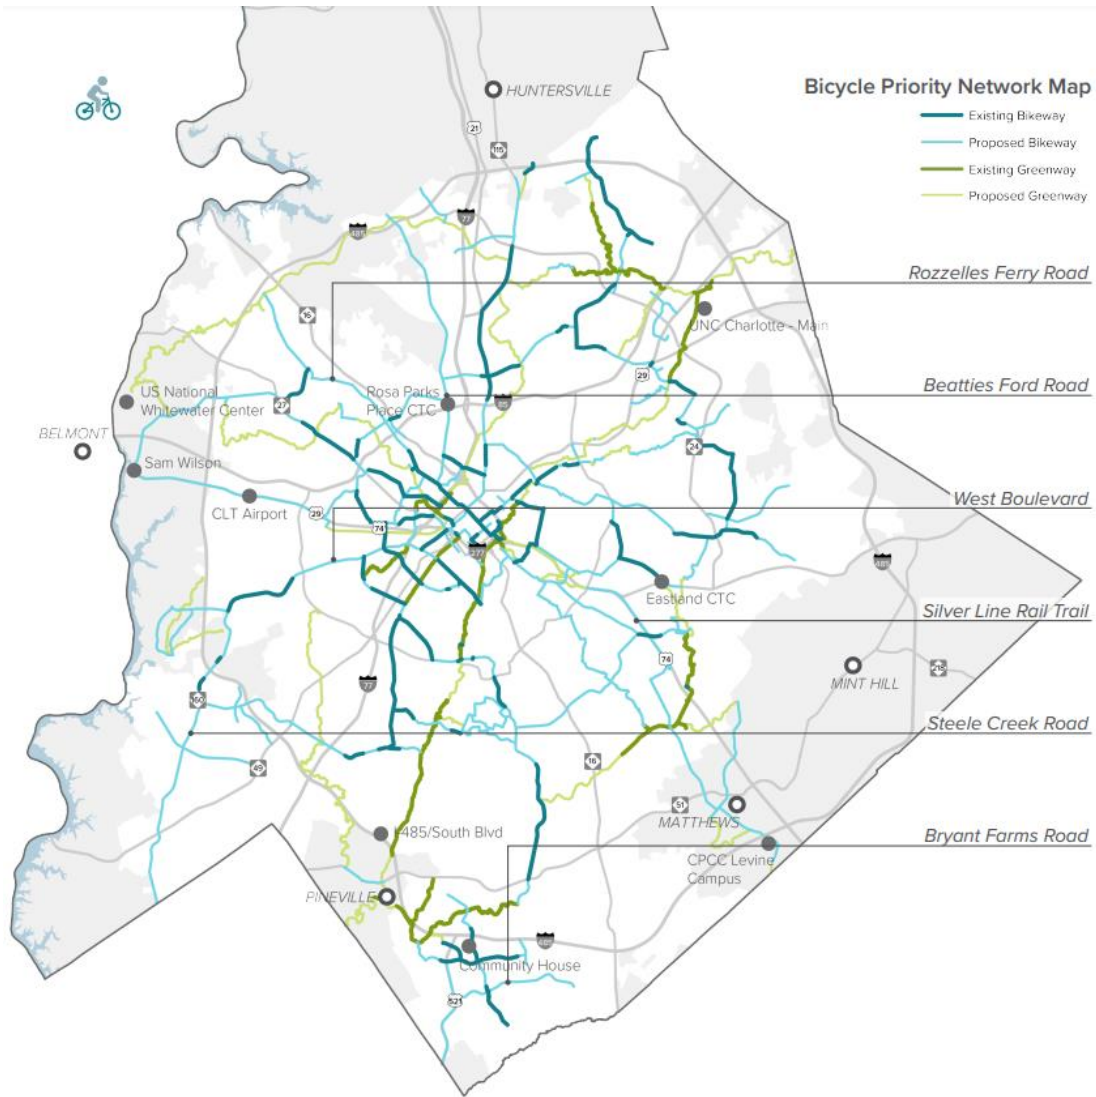 HUNTERSVILLE
Bicycle Priority Network Map
Existing Bikeway
Proposed Bikeway
Existing Greenway
Proposed Greenway
21
115
77
485
Rozzelles Ferry Road
16
UNC Charlotte - Main
29
Beatties Ford Road
US National
Whitewater Center
27
Rosa Parks
Place CTC
85
BELMONT
24
Sam Wilson
CLT Airport
29
74
West Boulevard
277
485
Eastland CTC
Silver Line Rail Trail
74
MINT HILL
218
77
160
Steele Creek Road
49
16
51
MATTHEWS
I-485/South Blvd
Bryant Farms Road
CPCC Levine
Campus
PINEVILLE
485
Community House
521